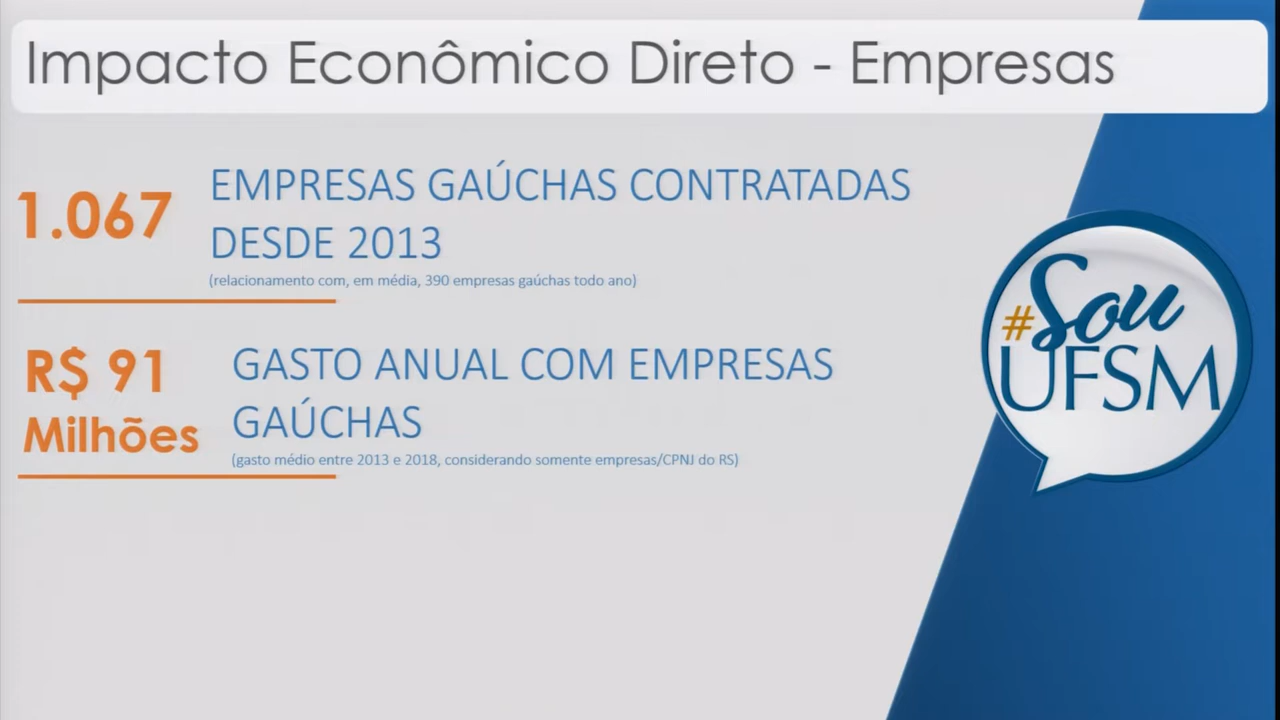 Impacto Econômico Direto - Empresas
1.067
EMPRESAS GAÚCHAS CONTRATADAS
DESDE 2013
(relacionamento com, em média, 390 empresas gaúchas todo ano)
R$ 91
Milhões
GASTO ANUAL COM EMPRESAS
GAÚCHAS
(gasto médio entre 2013 e 2018, considerando somente empresas/CPNJ do RS)
#Sou
UFSM